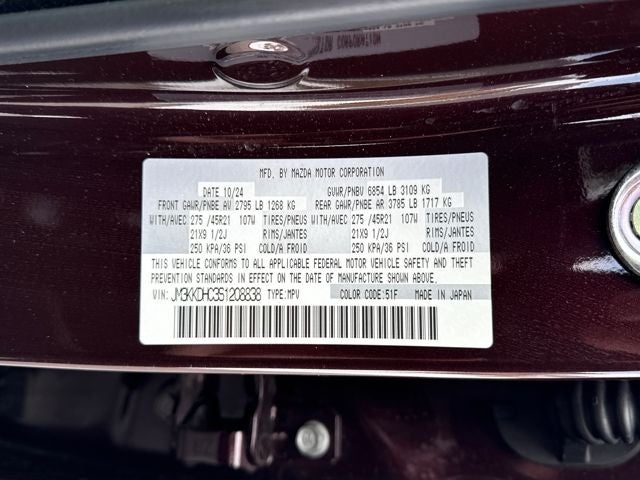 MFD. BY MAZDA MOTOR CORPORATION
DATE 10/24 GVWR/PNBV 6854 LB 3109 KG
FRONT GAWR/PNBE AV 2795 LB 1268 KG REAR GAWR/PNBE AR 3785 LB 1717 KG
WITH/AVEC 275 /45R21 107W TIRES/PNEUS WITH/AVEC 275 /45R21 107W TIRES/PNEUS
21X9 1/2J RIMS/JANTES 21X9 1/2J RIMS/JANTES
250 KPA/36 PSI COLD/A FROID 250 KPA/36 PSI COLD/A FROID
THIS VEHICLE CONFORMS TO ALL APPLICABLE FEDERAL MOTOR VEHICLE SAFETY AND THEFT
PREVENTION STANDARDS IN EFFECT ON THE DATE OF MANUFACTURE SHOWN ABOVE.
VIN: JM3KKDHC3S1208838 TYPE:MPV COLOR CODE:51F MADE IN JAPAN